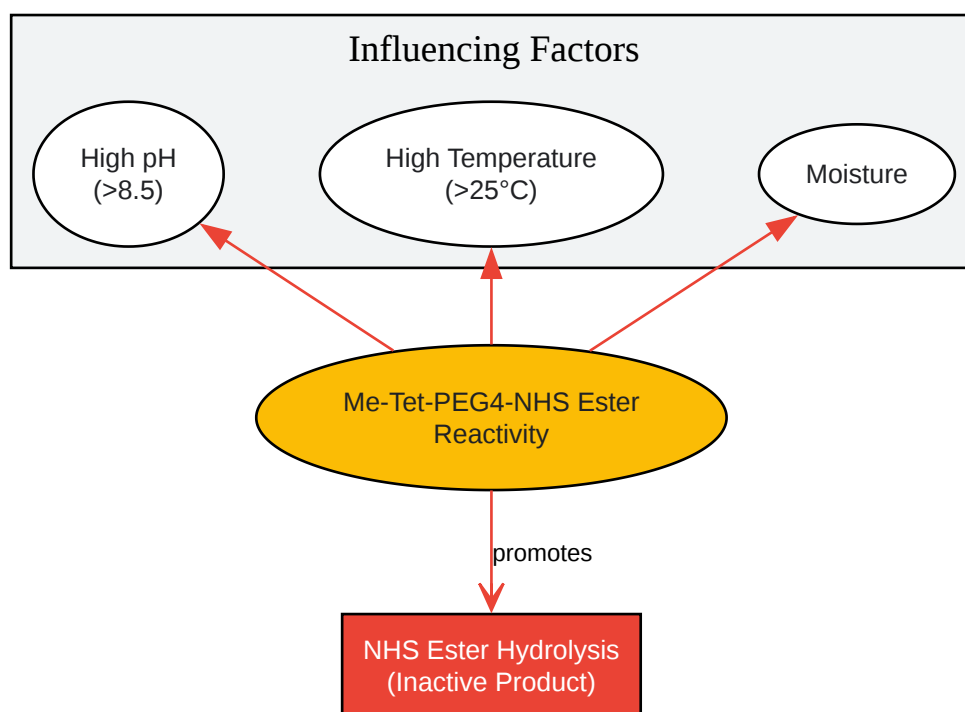 Influencing Factors
High pH
(>8.5)
High Temperature
(>25°C)
Moisture
Me-Tet-PEG4-NHS Ester
Reactivity
promotes
NHS Ester Hydrolysis
(Inactive Product)